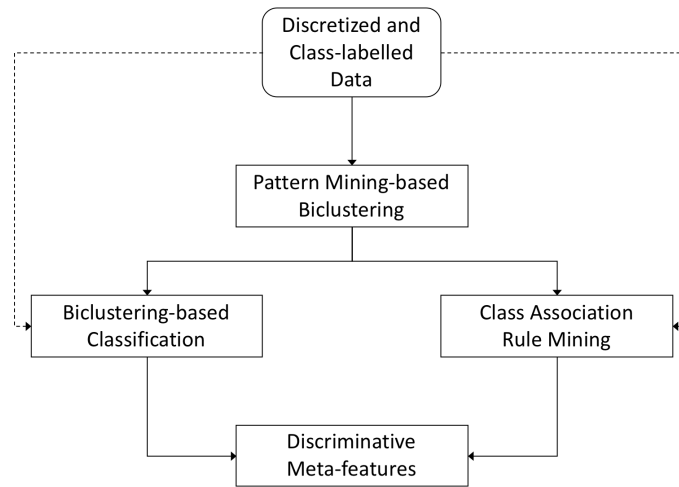 Discretized and
Class-labelled
Data
Pattern Mining-based
Biclustering
Biclustering-based
Classification
Class Association
Rule Mining
Discriminative
Meta-features